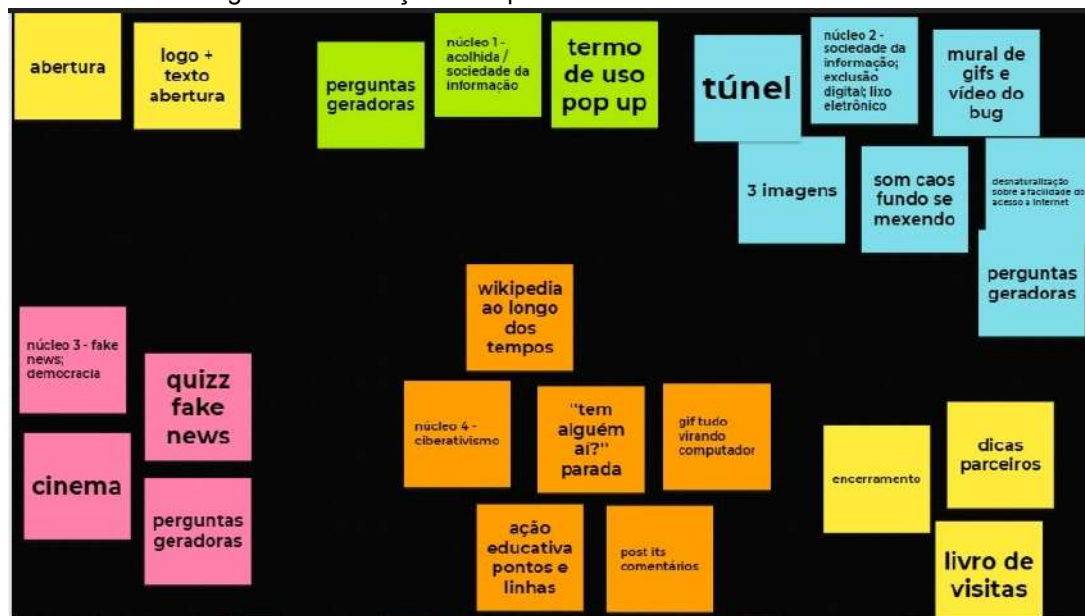 abertura
logo +
texto
abertura
perguntas
geradoras
núcleo 1 -
acolhida /
sociedade da
informação
termo
de uso
pop up
túnel
núcleo 2 -
sociedade da
informação;
exclusão
digital; lixo
eletrônico
mural de
gifs e
vídeo do
bug
3 imagens
som caos
fundo se
mexendo
desnaturalização
sobre a facilidade do
acesso a internet
perguntas
geradoras
núcleo 3 - fake
news;
democracia
quizz
fake
news
cinema
perguntas
geradoras
wikipedia
ao longo
dos
tempos
núcleo 4 -
ciberativismo
"tem
alguém
aí?"
parada
gif tudo
virando
computador
ação
educativa
pontos e
linhas
post its
comentários
encerramento
dicas
parceiros
livro de
visitas